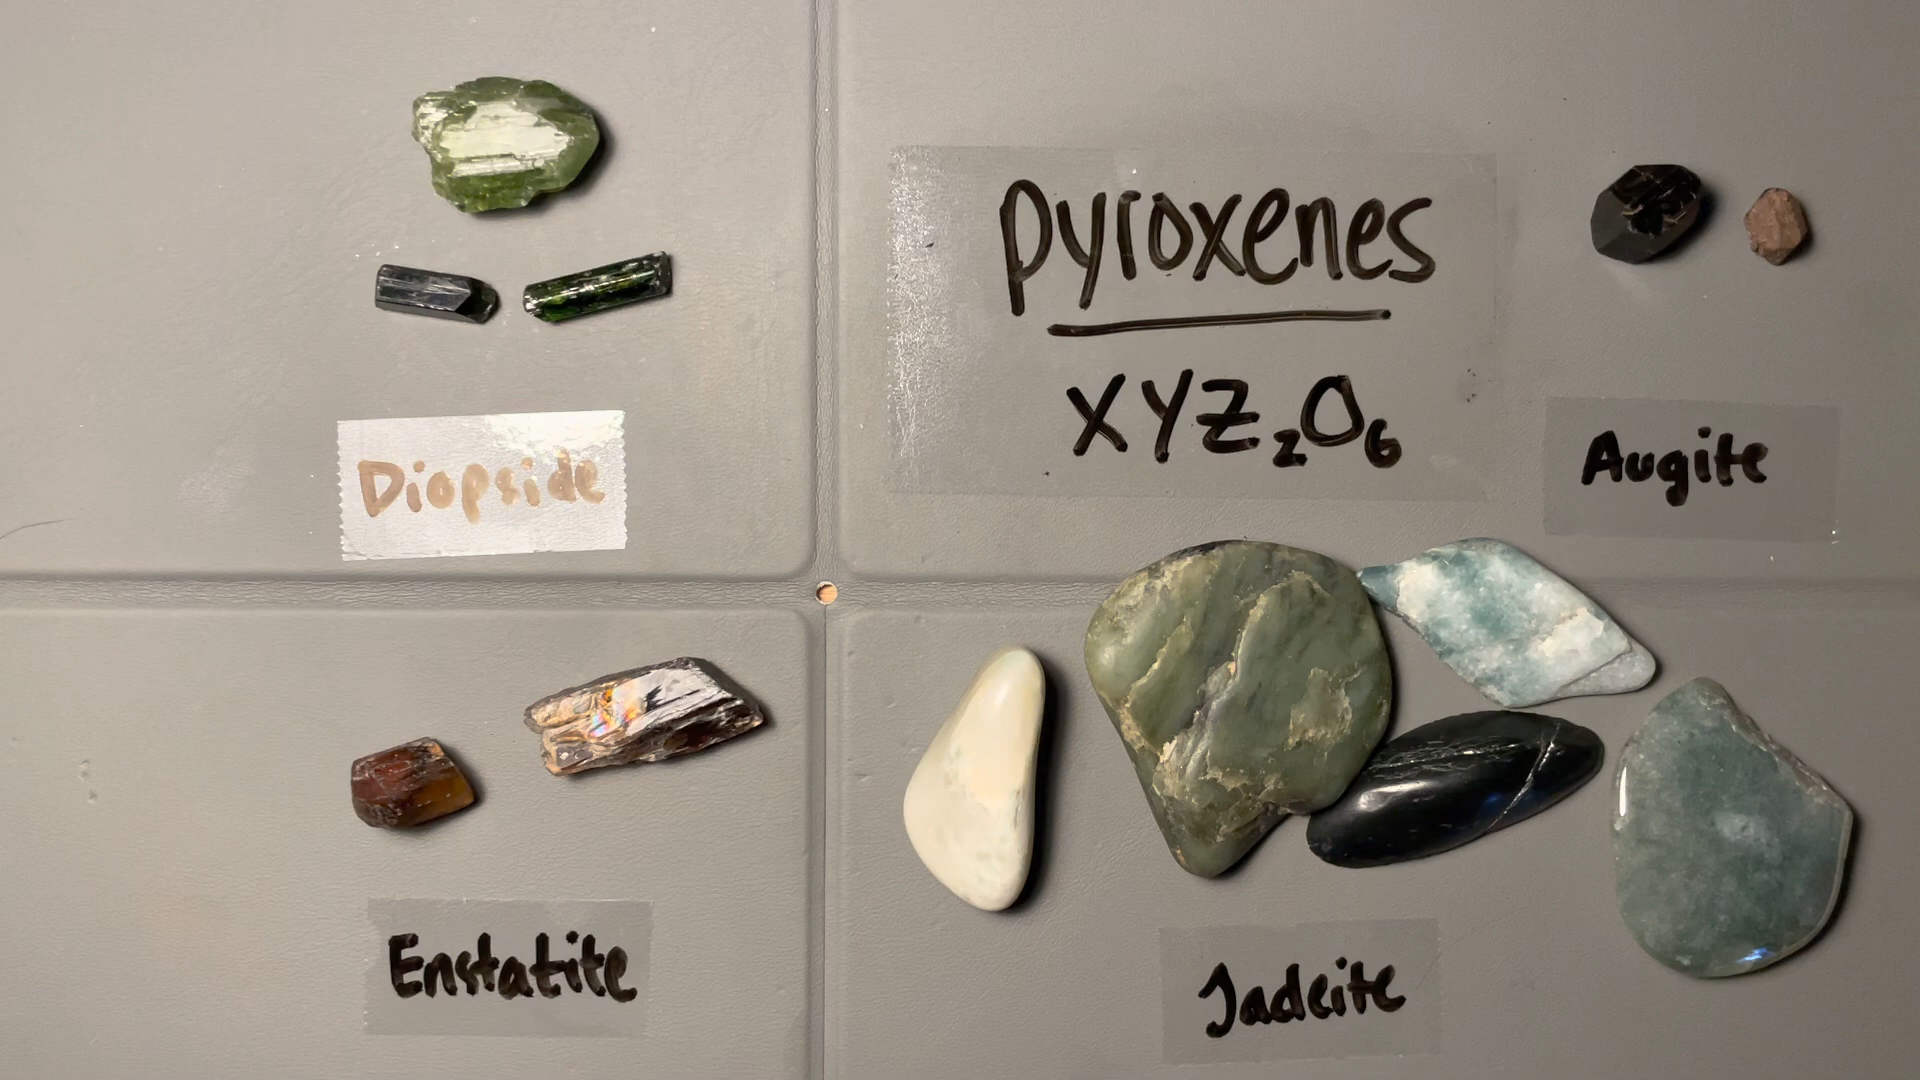 Pyroxenes
XYZ₂O₆
Augite
Diopside
Enstatite
Jadeite